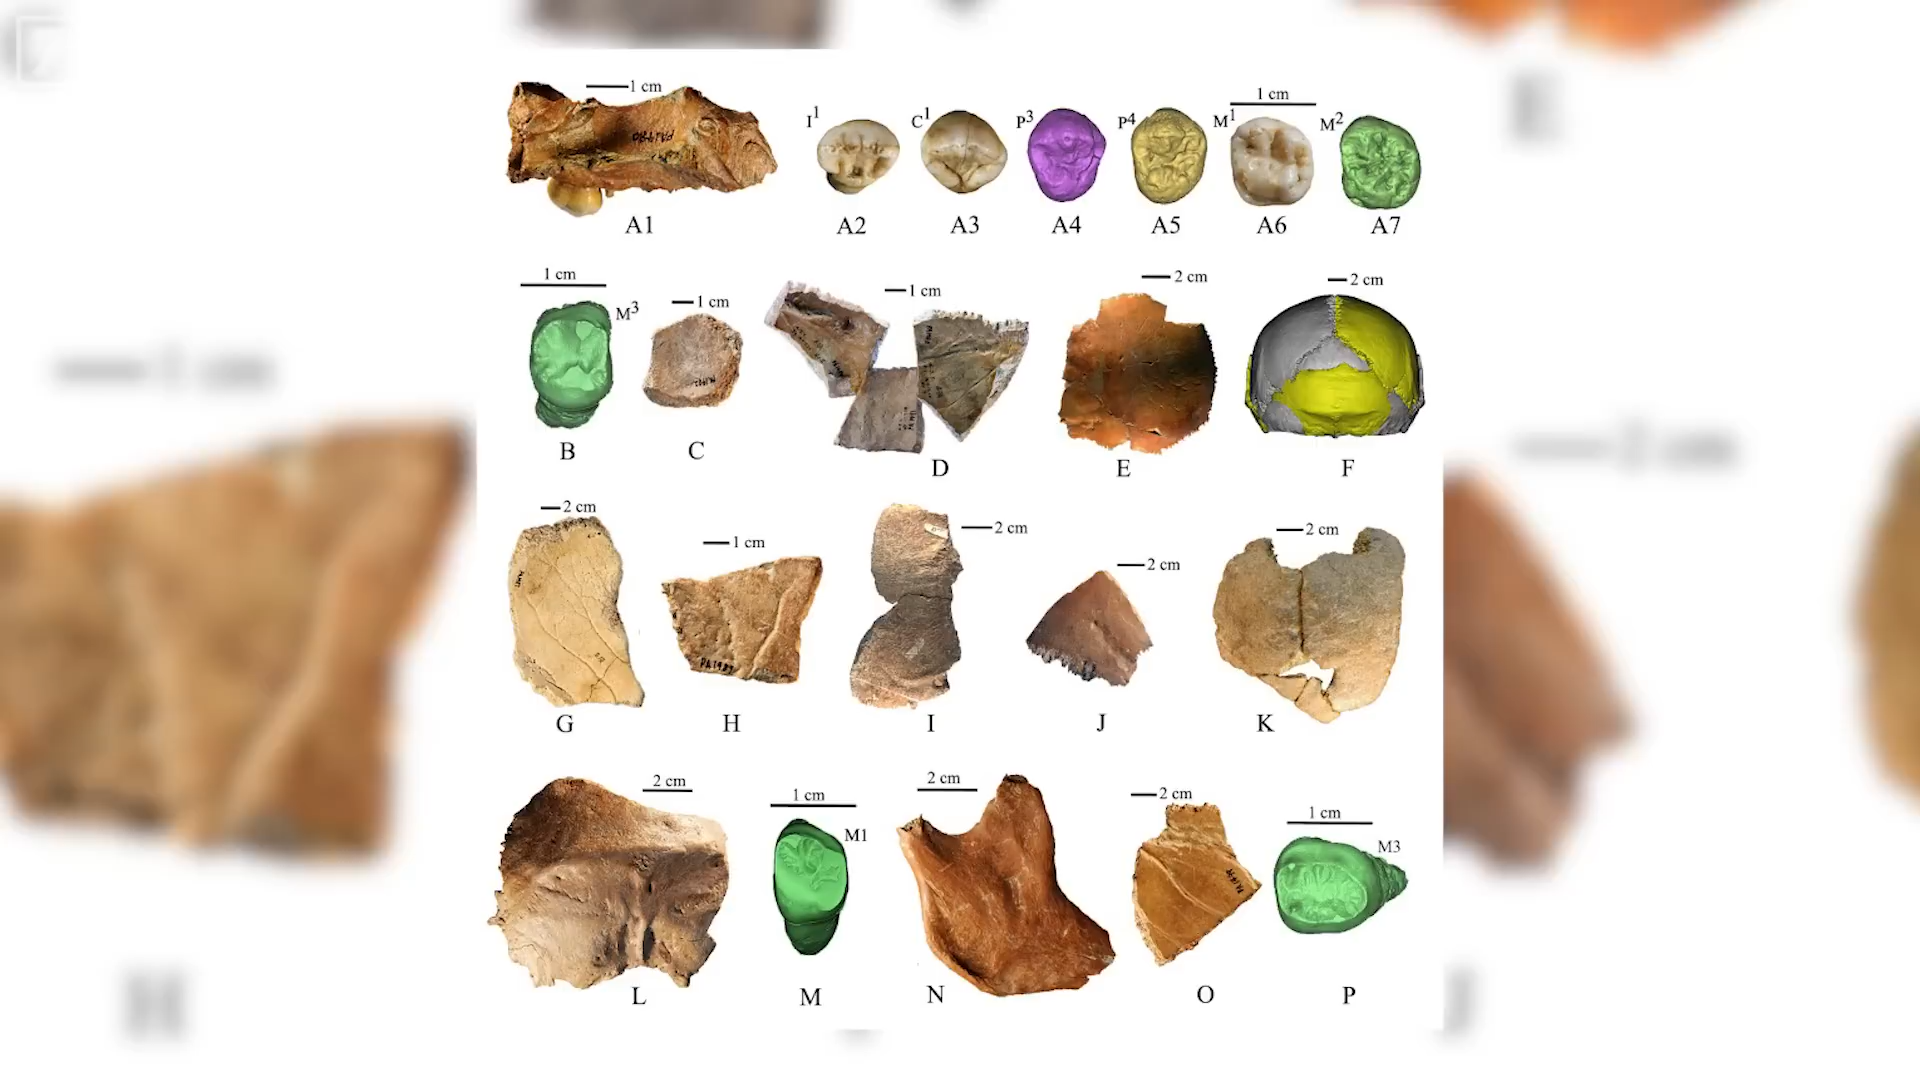 1 cm
I1 C1 P3 P4 M1 1 cm M2
A1 A2 A3 A4 A5 A6 A7
1 cm M3 1 cm 1 cm 2 cm 2 cm
B C D E F
2 cm 1 cm 2 cm 2 cm 2 cm
PA1489
G H I J K
2 cm 1 cm M1 2 cm 2 cm 1 cm M3
L M N O P